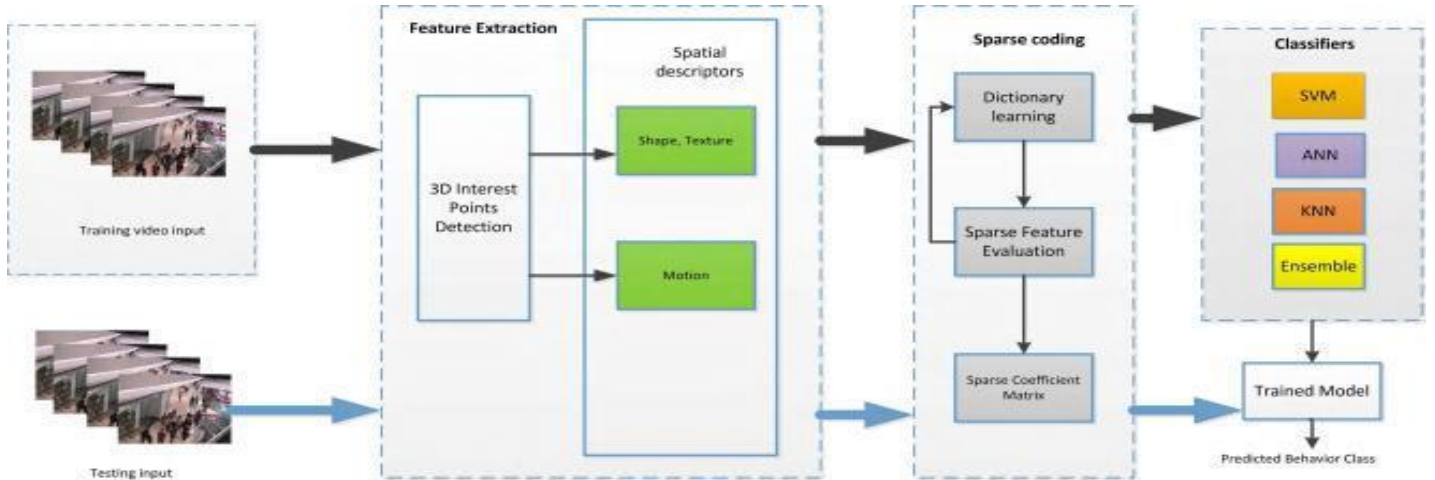 Training video input
Testing input
Feature Extraction
3D Interest
Points
Detection
Spatial
descriptors
Shape, Texture
Motion
Sparse coding
Dictionary
learning
Sparse Feature
Evaluation
Sparse Coefficient
Matrix
Classifiers
SVM
ANN
KNN
Ensemble
Trained Model
Predicted Behavior Class